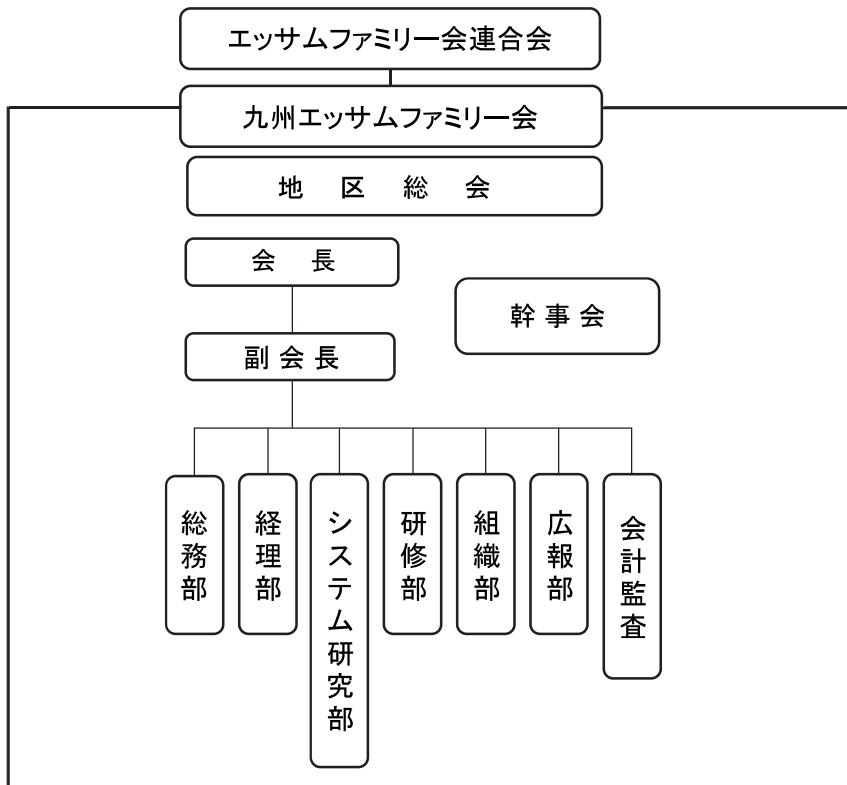 エッサムファミリー会連合会
九州エッサムファミリー会
地区総会
会長
幹事会
副会長
総務部
経理部
システム研究部
研修部
組織部
広報部
会計監査